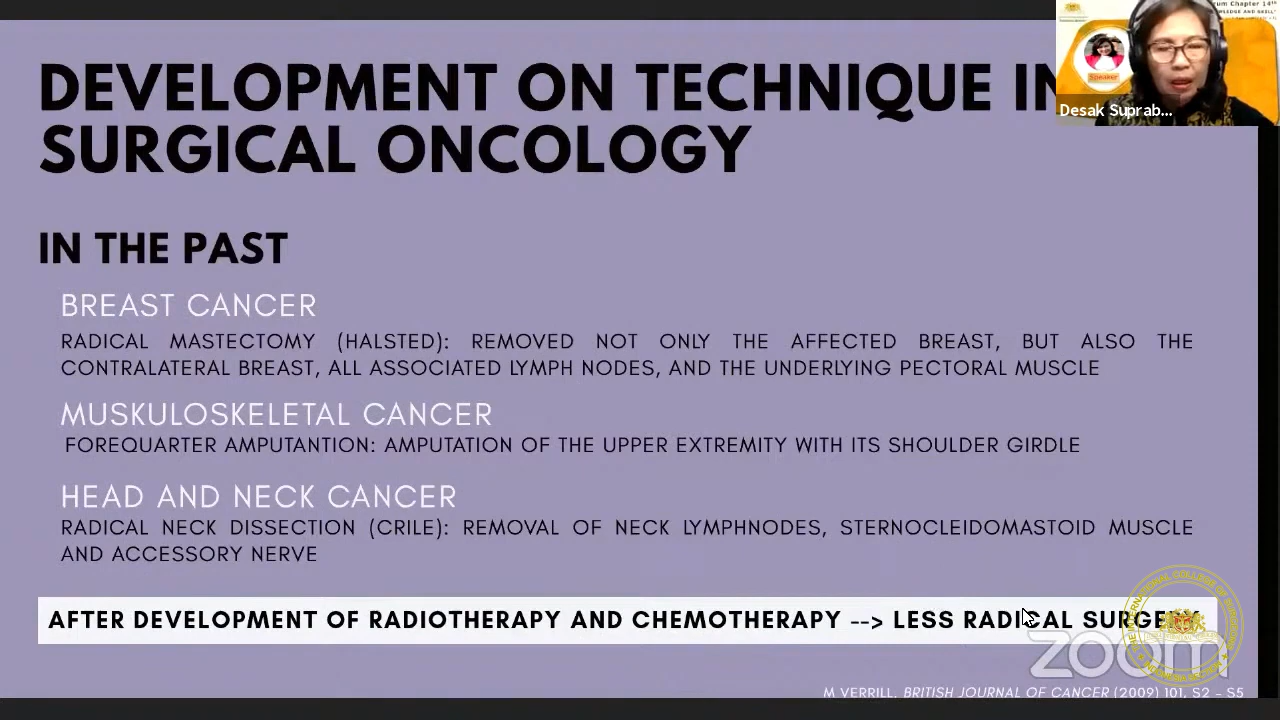 DEVELOPMENT ON TECHNIQUE IN
SURGICAL ONCOLOGY
Speaker
Desak Suprab...
IN THE PAST
BREAST CANCER
RADICAL MASTECTOMY (HALSTED): REMOVED NOT ONLY THE AFFECTED BREAST, BUT ALSO THE
CONTRALATERAL BREAST, ALL ASSOCIATED LYMPH NODES, AND THE UNDERLYING PECTORAL MUSCLE
MUSKULOSKELETAL CANCER
FOREQUARTER AMPUTANTION: AMPUTATION OF THE UPPER EXTREMITY WITH ITS SHOULDER GIRDLE
HEAD AND NECK CANCER
RADICAL NECK DISSECTION (CRILE): REMOVAL OF NECK LYMPHNODES, STERNOCLEIDOMASTOID MUSCLE
AND ACCESSORY NERVE
AFTER DEVELOPMENT OF RADIOTHERAPY AND CHEMOTHERAPY --> LESS RADICAL SURGERY
zoom
M VERRILL, BRITISH JOURNAL OF CANCER (2009) 101, S2 – S5